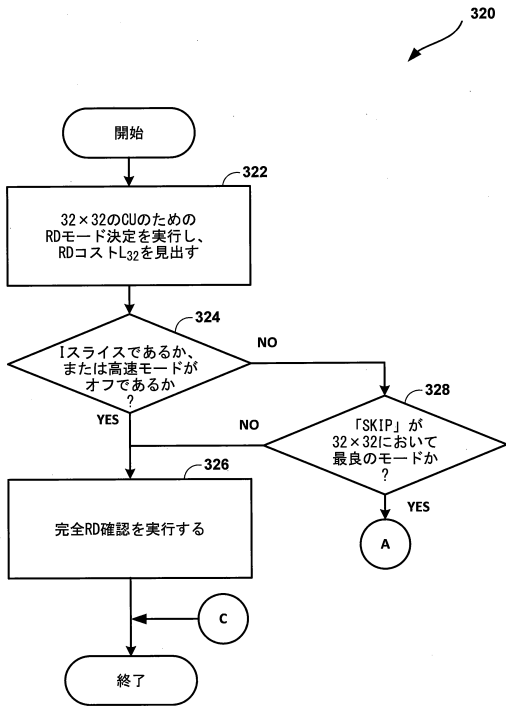 320
開始
322
32×32のCUのための
RDモード決定を実行し、
RDコストL32を見出す
324
Iスライスであるか、
または高速モードが
オフであるか
?
NO
YES
328
「SKIP」が
32×32において
最良のモードか
?
NO
YES
A
326
完全RD確認を実行する
C
終了